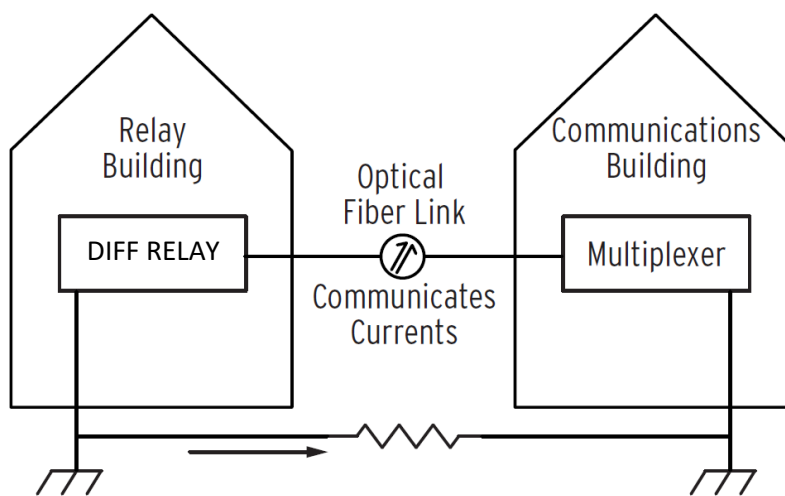 Relay
Building
Communications
Building
Optical
Fiber Link
DIFF RELAY
Multiplexer
Communicates
Currents